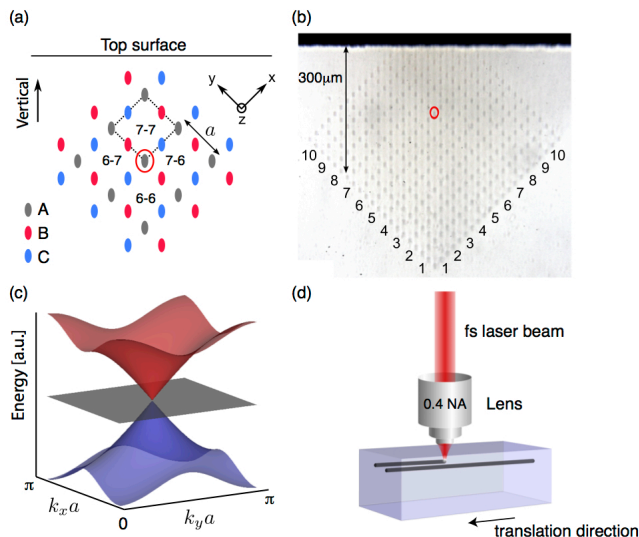 (a)
Top surface
Vertical
y
x
z
a
7-7
6-7
7-6
6-6
A
B
C
(b)
300μm
10
9
8
7
6
5
4
3
2
1
1
2
3
4
5
6
7
8
9
10
(c)
Energy [a.u.]
π
kₓa
0
k_y a
π
(d)
fs laser beam
0.4 NA
Lens
translation direction